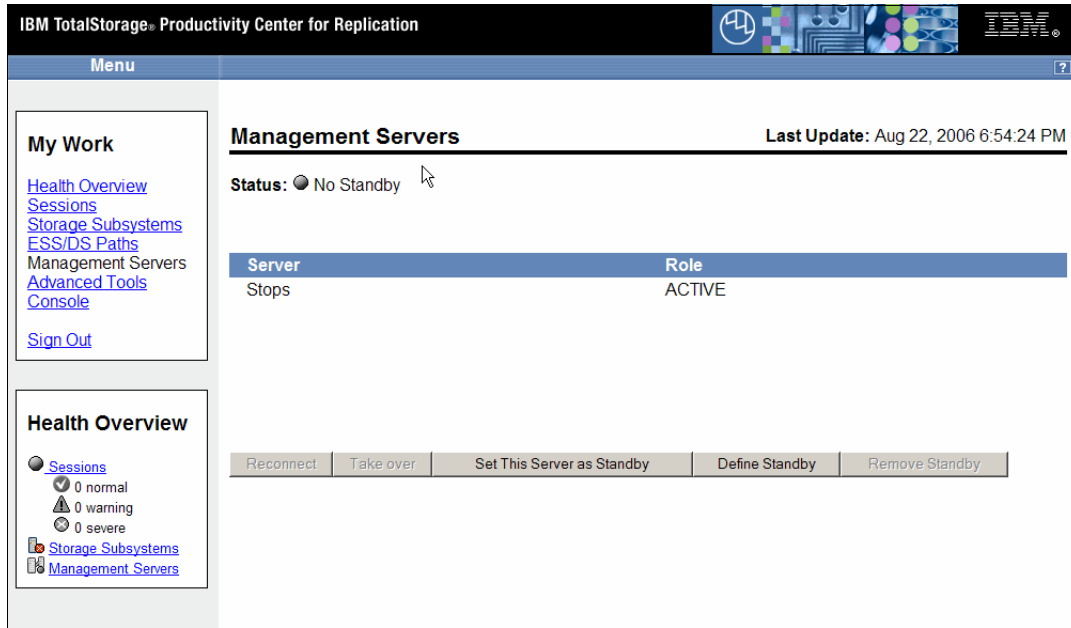 IBM TotalStorage® Productivity Center for Replication
IBM®
Menu
?
My Work
Health Overview
Sessions
Storage Subsystems
ESS/DS Paths
Management Servers
Advanced Tools
Console
Sign Out
Health Overview
Sessions
0 normal
0 warning
0 severe
Storage Subsystems
Management Servers
Management Servers
Last Update: Aug 22, 2006 6:54:24 PM
Status: No Standby
Server Role
Stops ACTIVE
Reconnect Take over Set This Server as Standby Define Standby Remove Standby